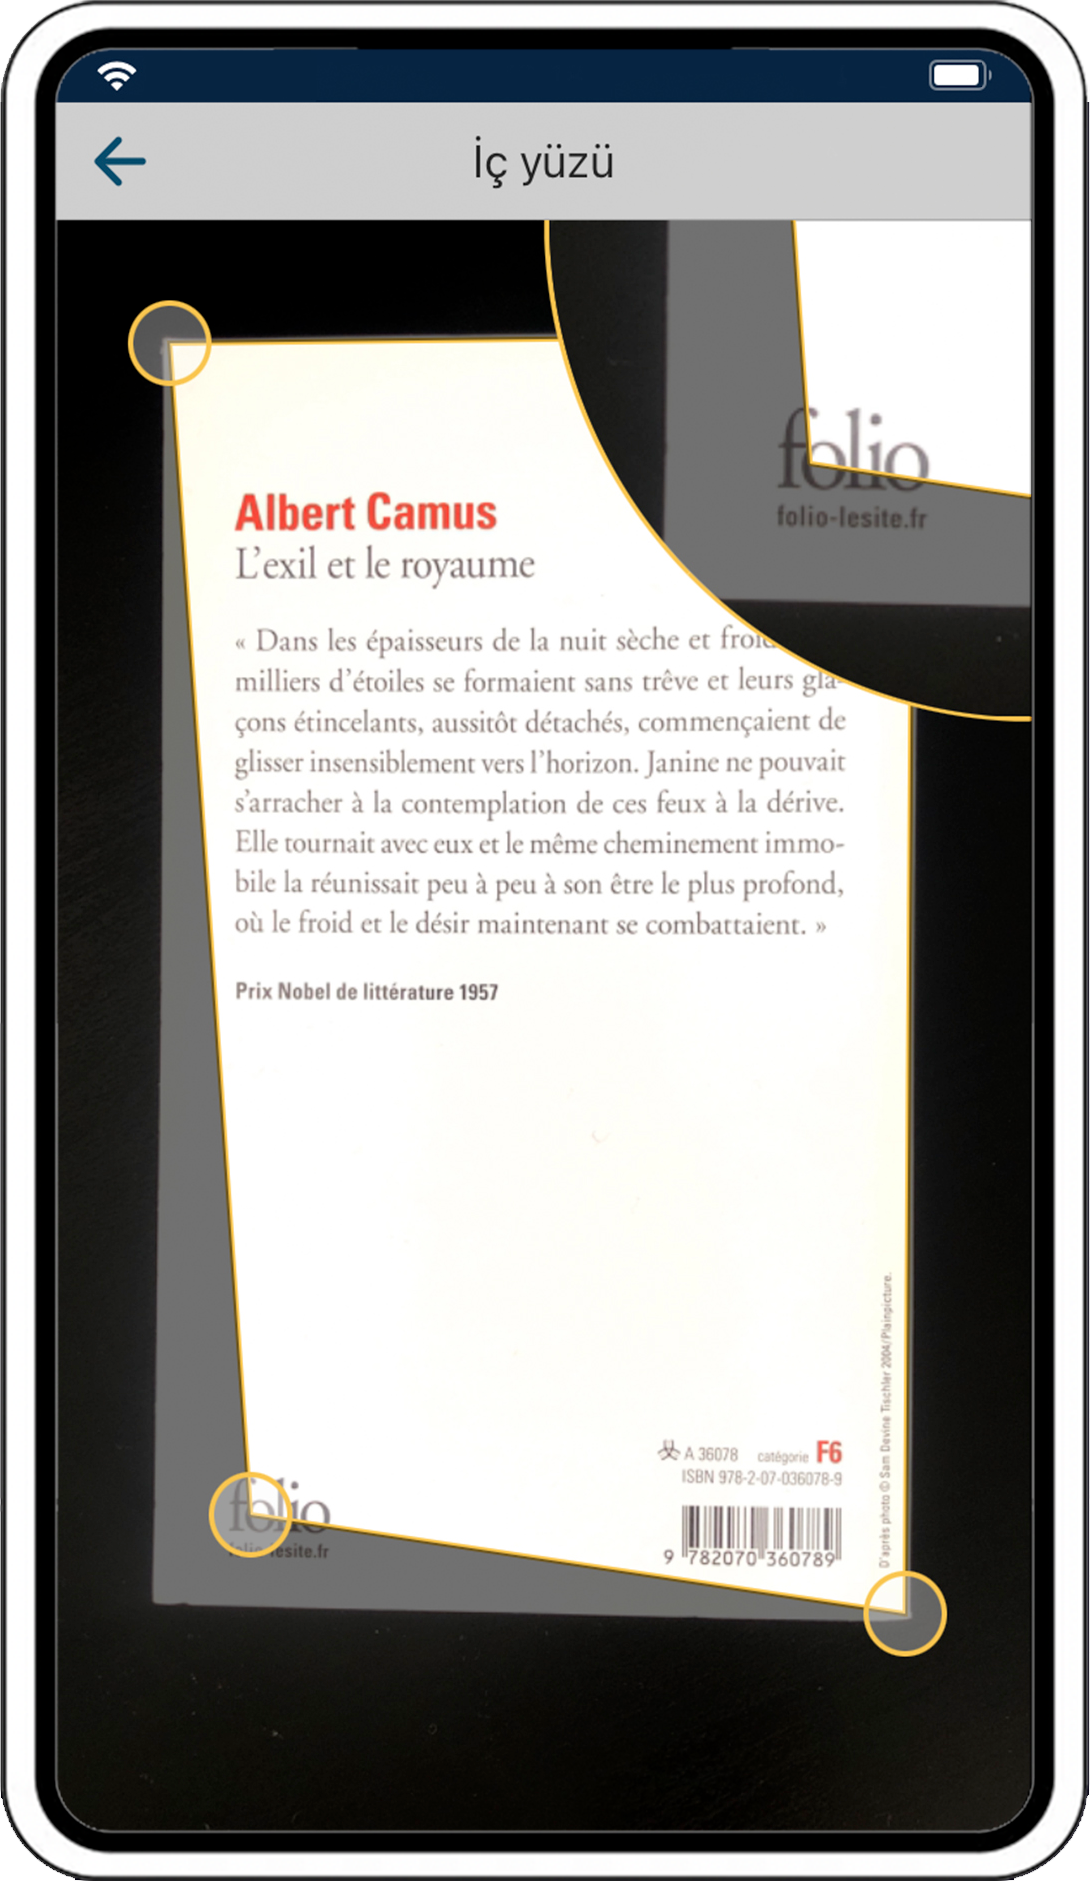 İç yüzü
folio
folio-lesite.fr
Albert Camus
L'exil et le royaume
« Dans les épaisseurs de la nuit sèche et
milliers d'étoiles se formaient sans trêve et leurs gla-
çons étincelants, aussitôt détachés, commençaient de
glisser insensiblement vers l'horizon. Janine ne pouvait
s'arracher à la contemplation de ces feux à la dérive.
Elle tournait avec eux et le même cheminement immo-
bile la réunissait peu à peu à son être le plus profond,
où le froid et le désir maintenant se combattaient. »
Prix Nobel de littérature 1957
A 36078 catégorie F6
ISBN 978-2-07-036078-9
9 782070 360789
D'après photo © Sam Devine Tischler 2004/Plainpicture.
folio
folio-lesite.fr